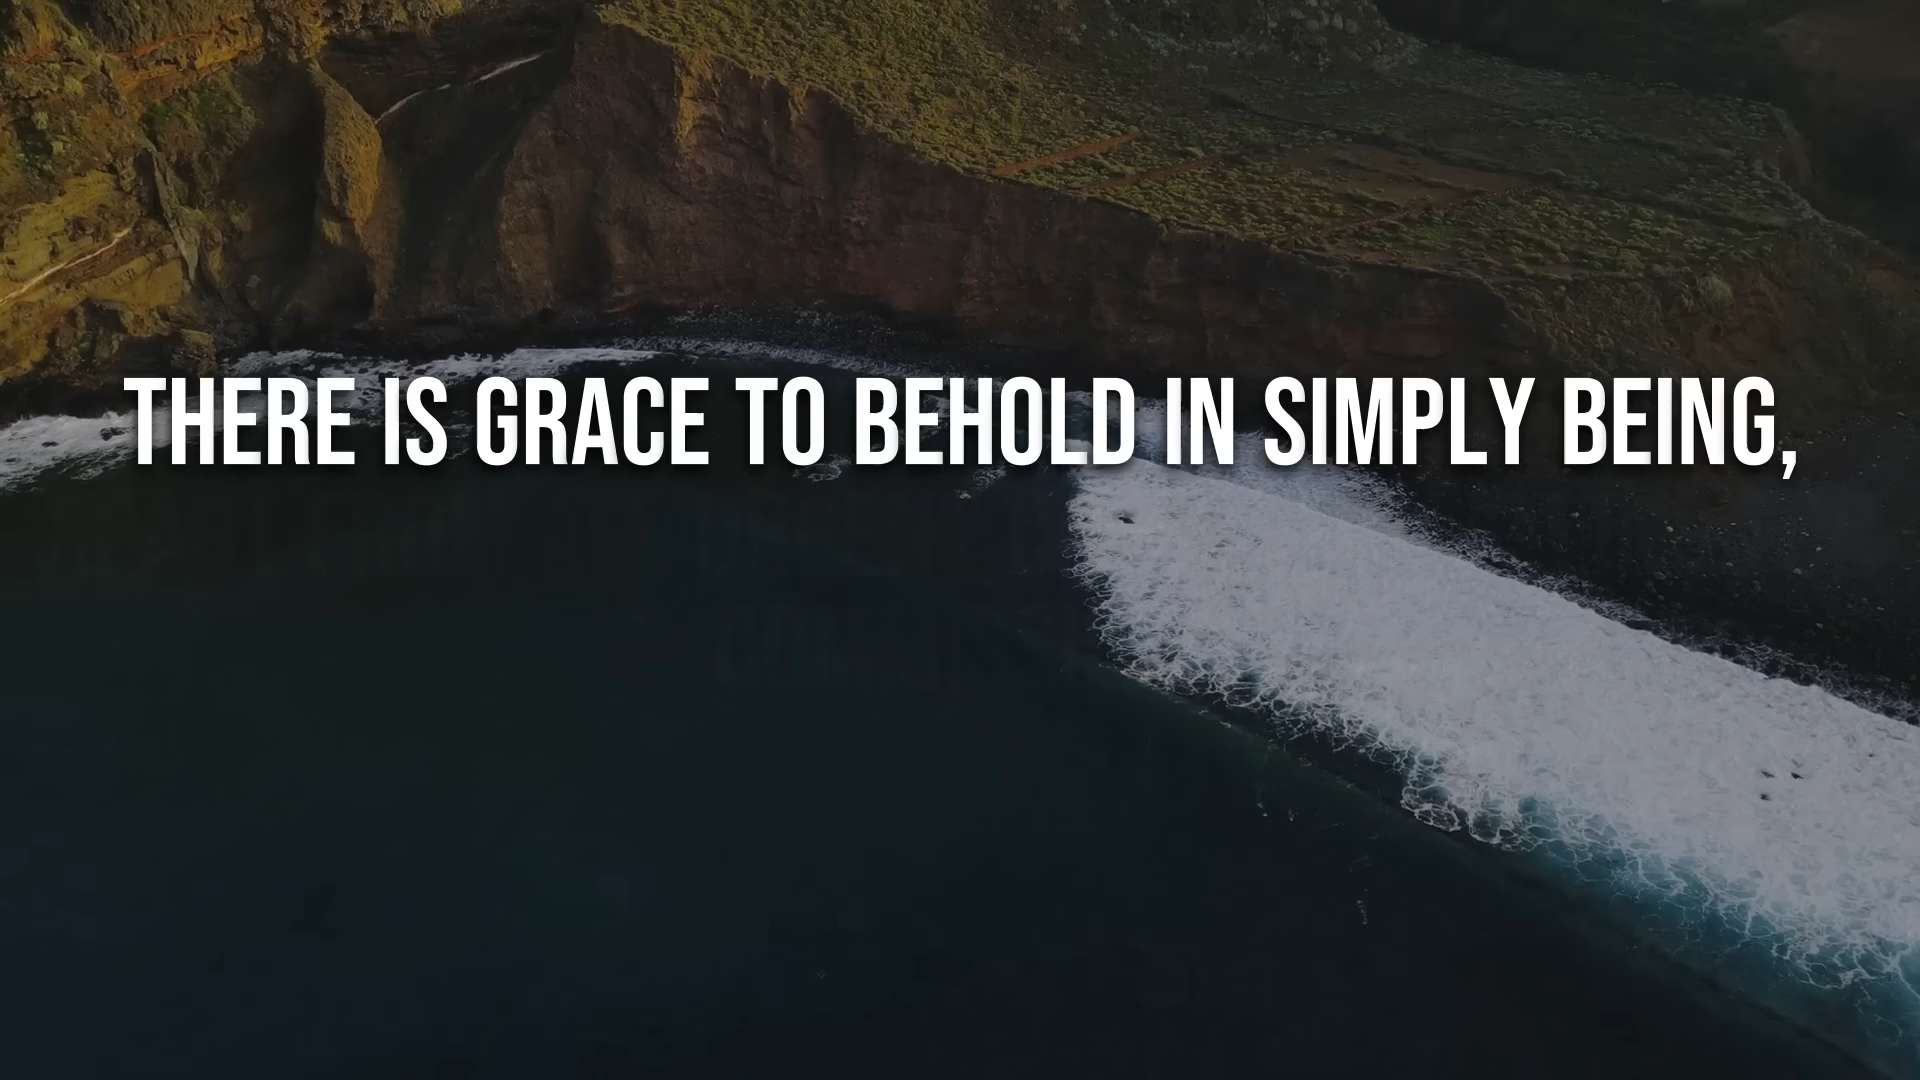 THERE IS GRACE TO BEHOLD IN SIMPLY BEING,